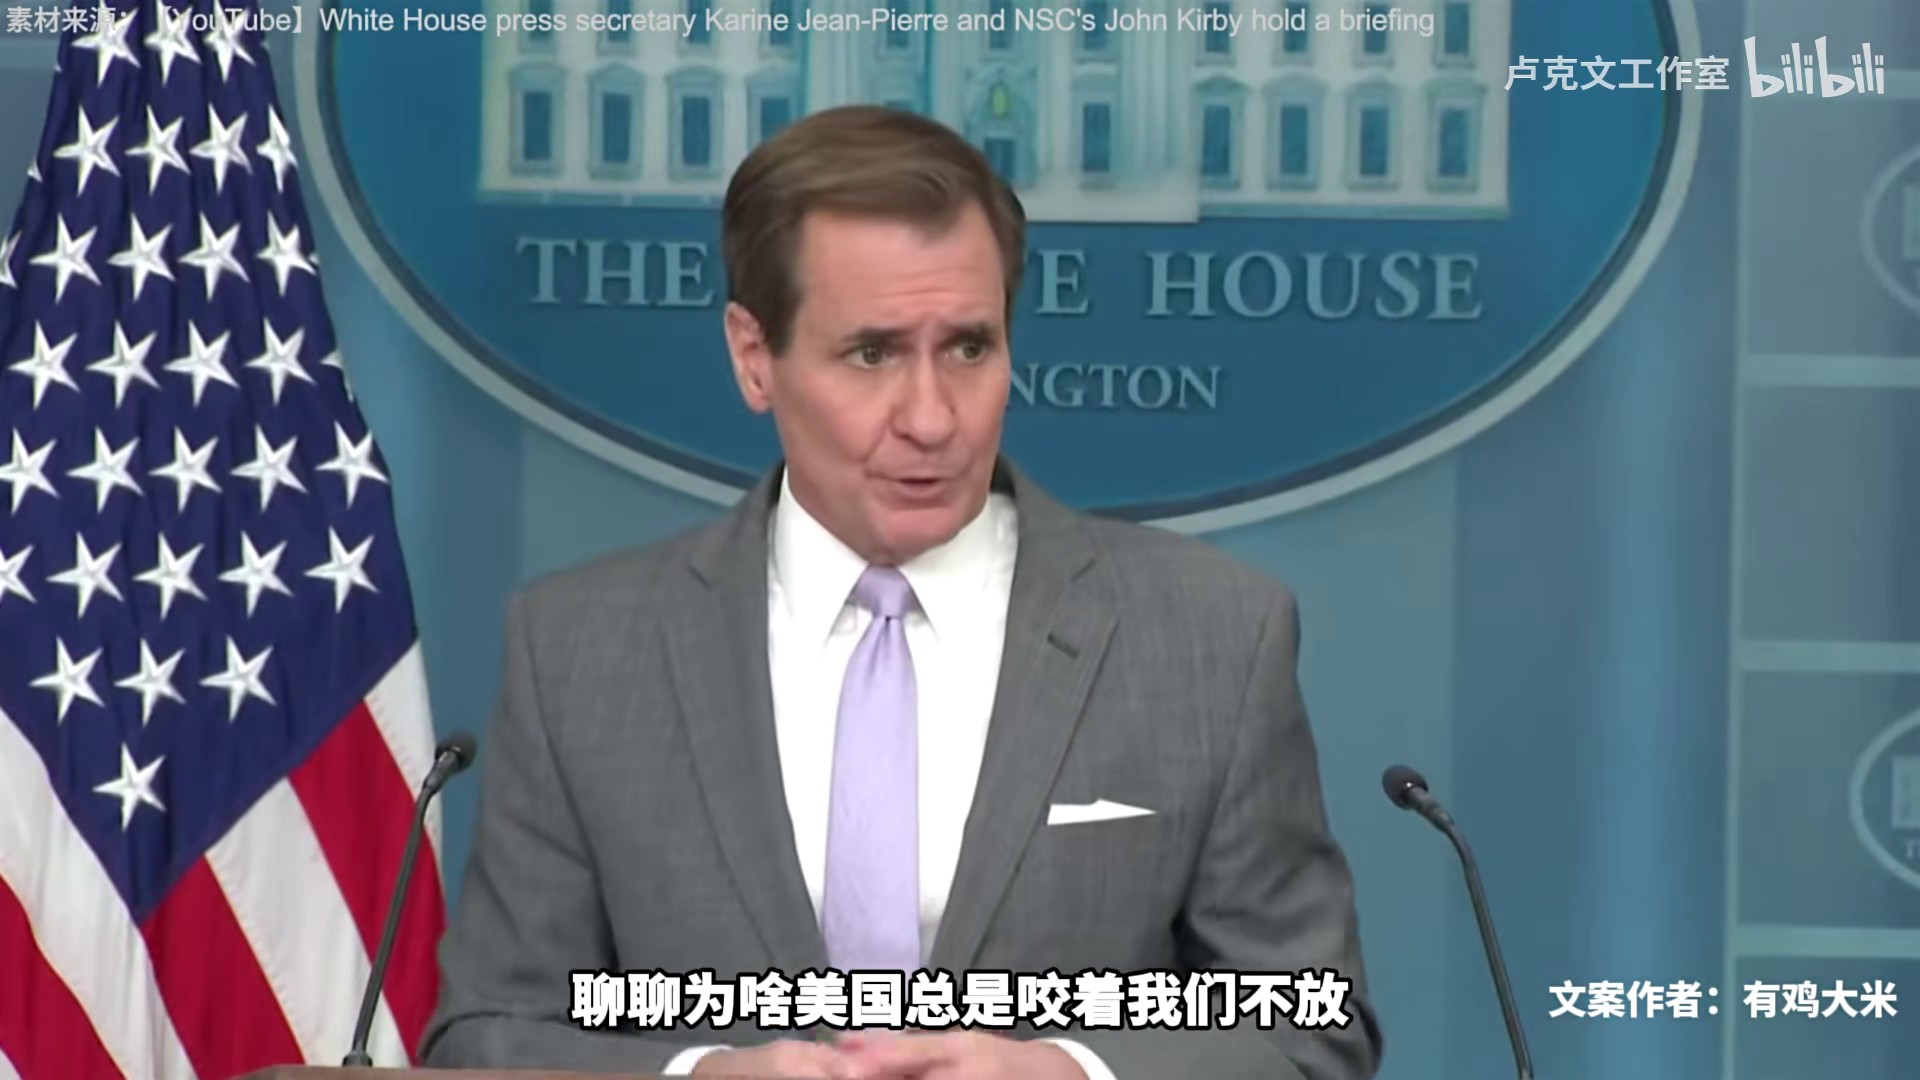 素材来源：【YouTube】White House press secretary Karine Jean-Pierre and NSC's John Kirby hold a briefing
卢克文工作室 bilibili
THE TE HOUSE
NGTON
聊聊为啥美国总是咬着我们不放
文案作者：有鸡大米